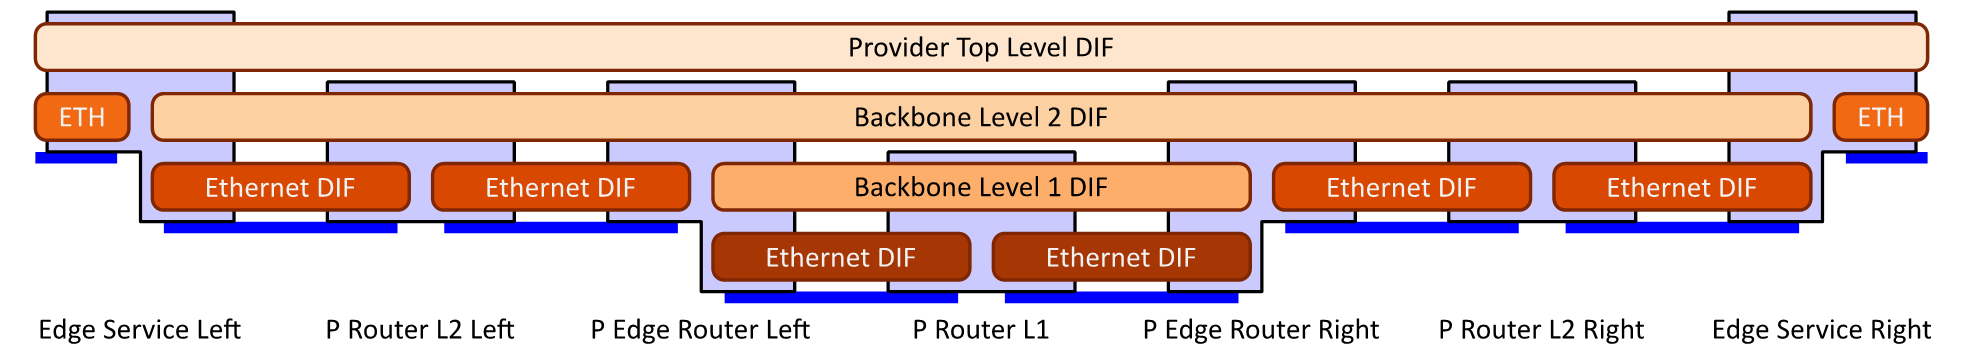 Provider Top Level DIF
ETH
Backbone Level 2 DIF
ETH
Ethernet DIF
Ethernet DIF
Backbone Level 1 DIF
Ethernet DIF
Ethernet DIF
Ethernet DIF
Ethernet DIF
Edge Service Left
P Router L2 Left
P Edge Router Left
P Router L1
P Edge Router Right
P Router L2 Right
Edge Service Right